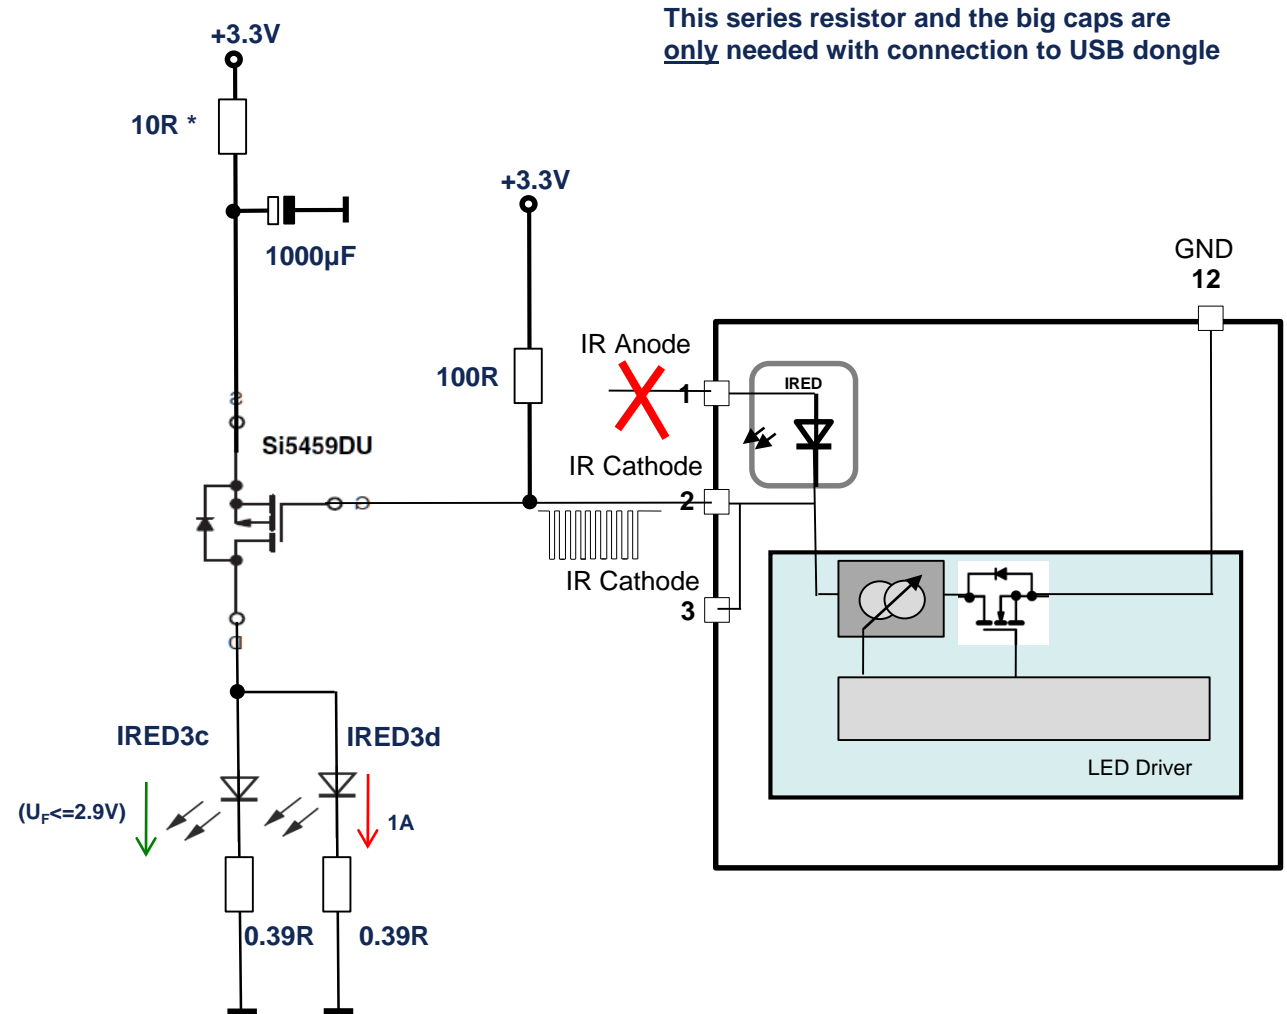 This series resistor and the big caps are
only needed with connection to USB dongle
+3.3V
10R *
+3.3V
1000µF
GND
12
IR Anode
100R
1
IRED
S
Si5459DU
IR Cathode
2
G
IR Cathode
3
D
IRED3c
IRED3d
LED Driver
(UF<=2.9V)
1A
0.39R
0.39R